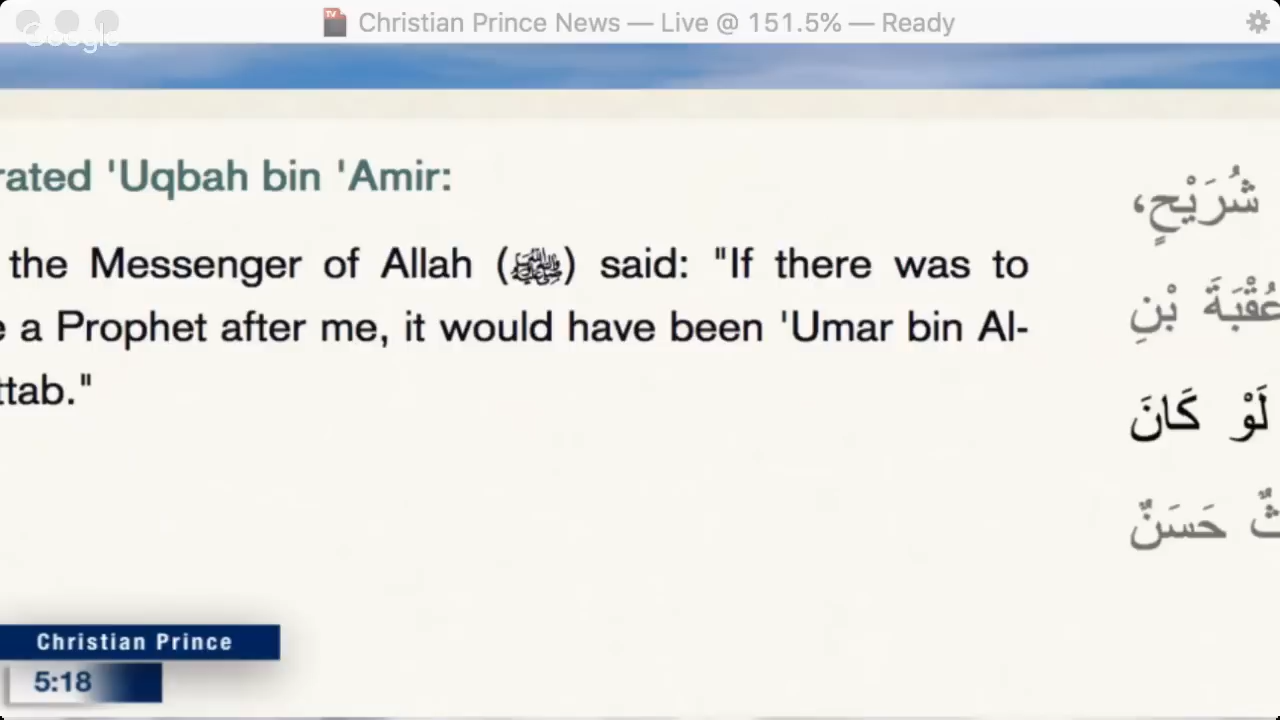 Christian Prince News — Live @ 151.5% — Ready
Google
rated 'Uqbah bin 'Amir:
the Messenger of Allah (ﷺ) said: "If there was to
a Prophet after me, it would have been 'Umar bin Al-
ttab."
شُرَيْحٍ،
عُقْبَةَ بْنِ
لَوْ كَانَ
حَسَنٌ
Christian Prince
5:18